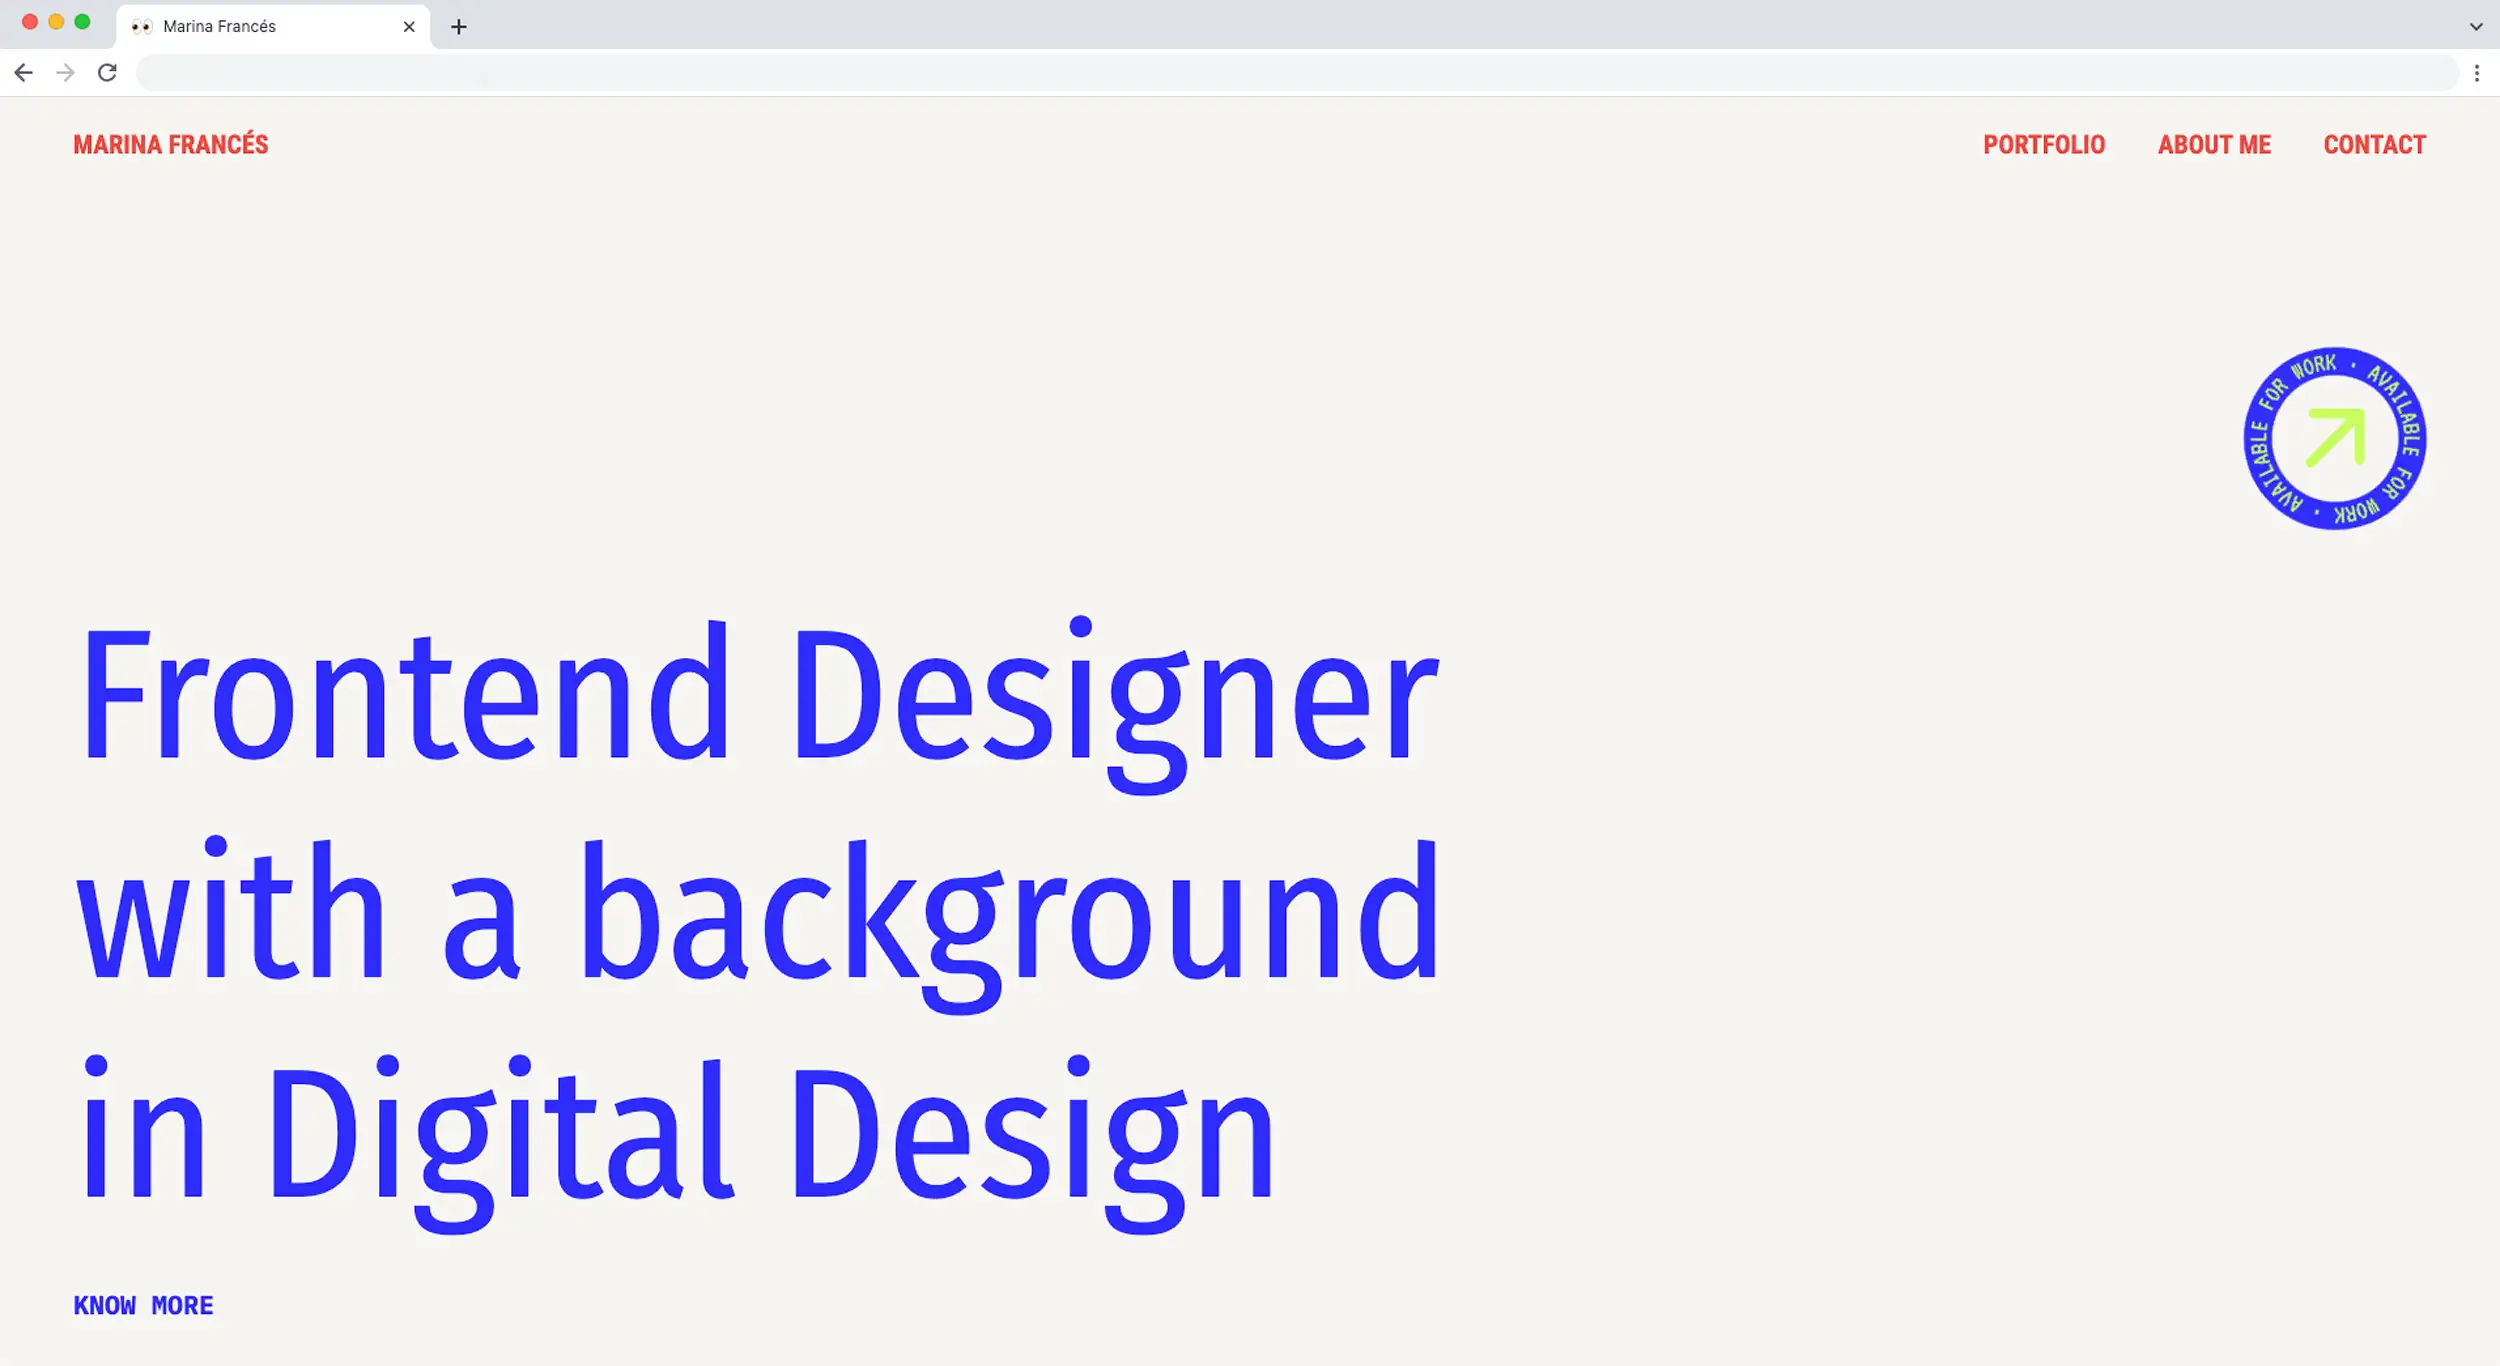 Marina Francés
MARINA FRANCÉS
PORTFOLIO
ABOUT ME
CONTACT
AVAILABLE FOR WORK · AVAILABLE FOR WORK ·
Frontend Designer
with a background
in Digital Design
KNOW MORE